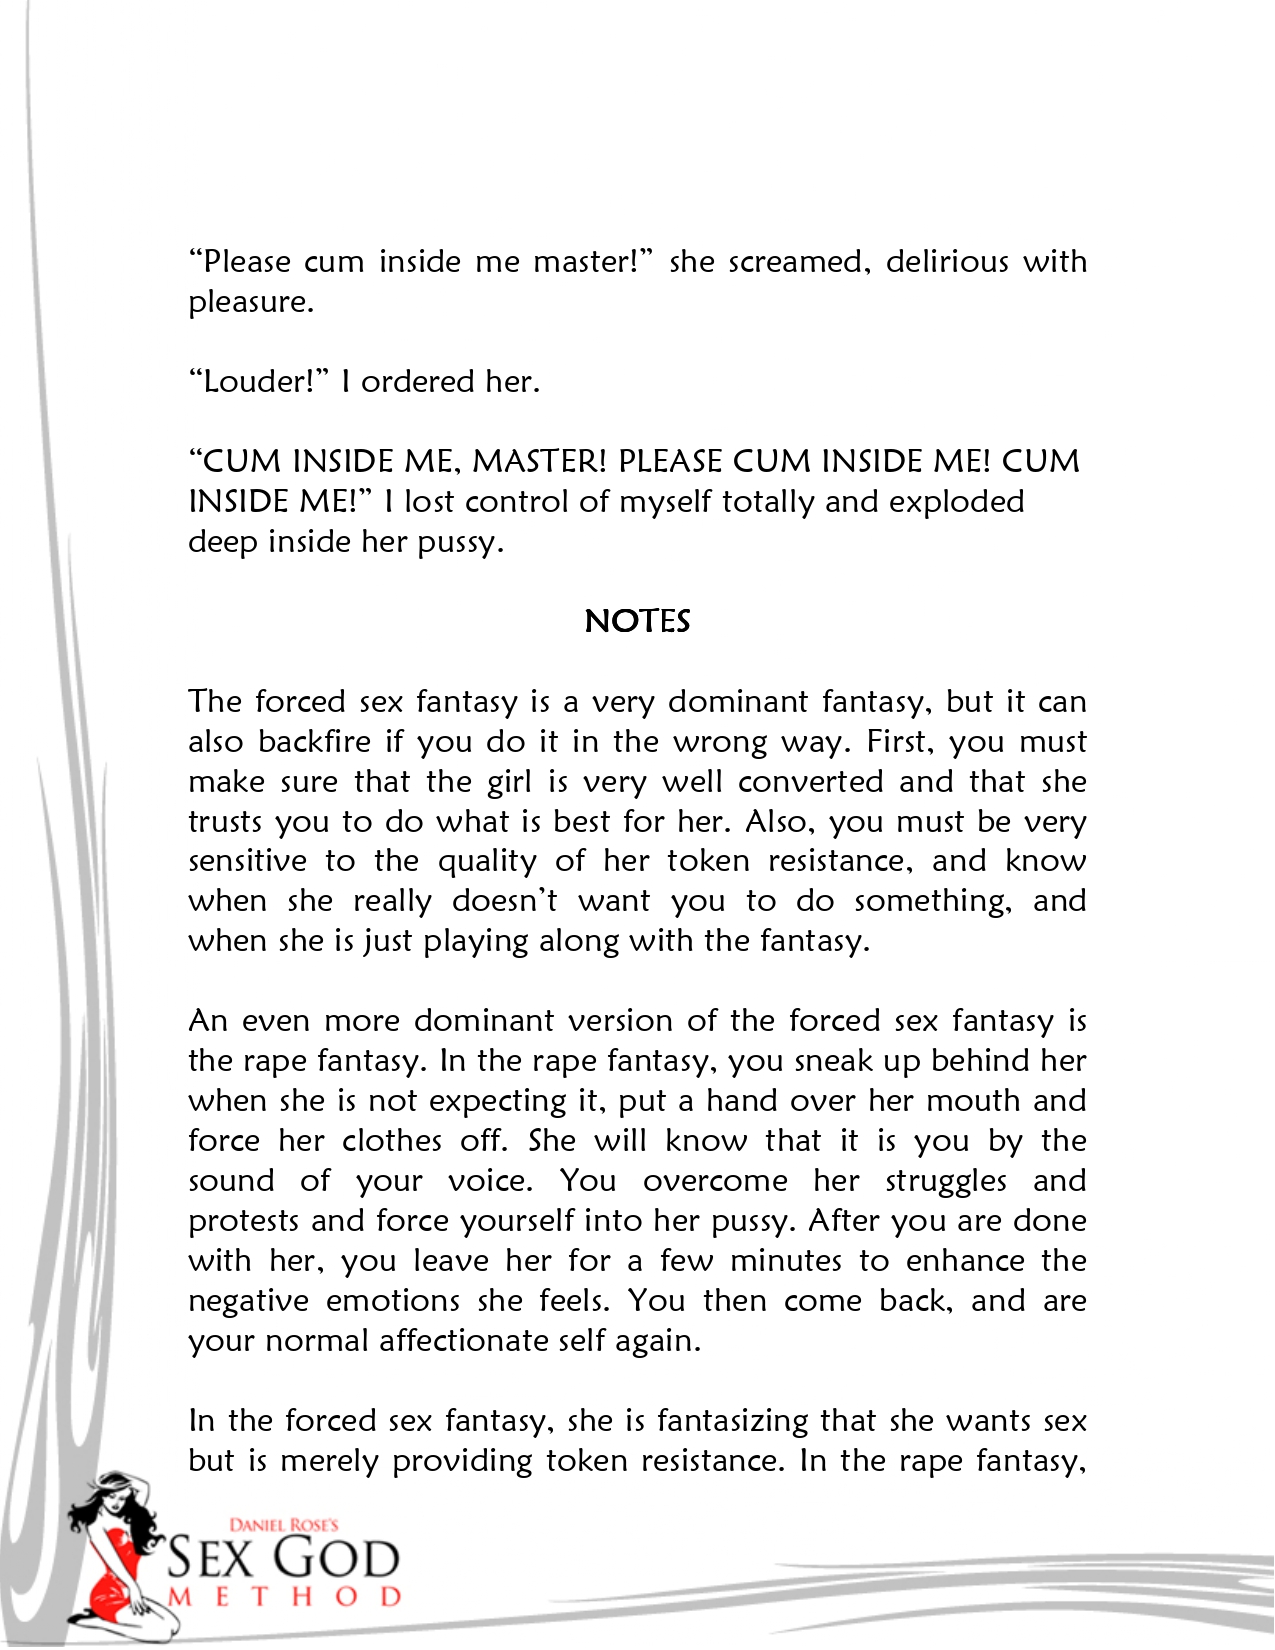 “Please cum inside me master!” she screamed, delirious with
pleasure.
“Louder!” I ordered her.
“CUM INSIDE ME, MASTER! PLEASE CUM INSIDE ME! CUM
INSIDE ME!” I lost control of myself totally and exploded
deep inside her pussy.
NOTES
The forced sex fantasy is a very dominant fantasy, but it can
also backfire if you do it in the wrong way. First, you must
make sure that the girl is very well converted and that she
trusts you to do what is best for her. Also, you must be very
sensitive to the quality of her token resistance, and know
when she really doesn’t want you to do something, and
when she is just playing along with the fantasy.
An even more dominant version of the forced sex fantasy is
the rape fantasy. In the rape fantasy, you sneak up behind her
when she is not expecting it, put a hand over her mouth and
force her clothes off. She will know that it is you by the
sound of your voice. You overcome her struggles and
protests and force yourself into her pussy. After you are done
with her, you leave her for a few minutes to enhance the
negative emotions she feels. You then come back, and are
your normal affectionate self again.
In the forced sex fantasy, she is fantasizing that she wants sex
but is merely providing token resistance. In the rape fantasy,
DANIEL ROSE'S
SEX GOD
METHOD